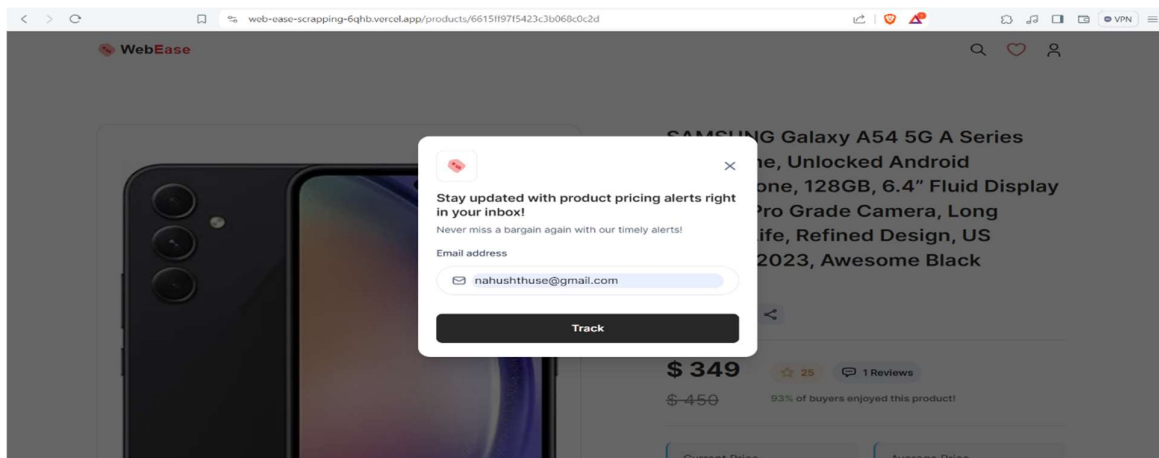 web-ease-scrapping-6qhb.vercel.app/products/6615ff97f5423c3b068c0c2d
VPN
WebEase
SAMSUNG Galaxy A54 5G A Series
Unlocked Android
128GB, 6.4” Fluid Display
Pro Grade Camera, Long
Refined Design, US
2023, Awesome Black
Stay updated with product pricing alerts right
in your inbox!
Never miss a bargain again with our timely alerts!
Email address
nahushthuse@gmail.com
Track
$ 349
25
1 Reviews
$ 450
93% of buyers enjoyed this product!
Current Price
Average Price